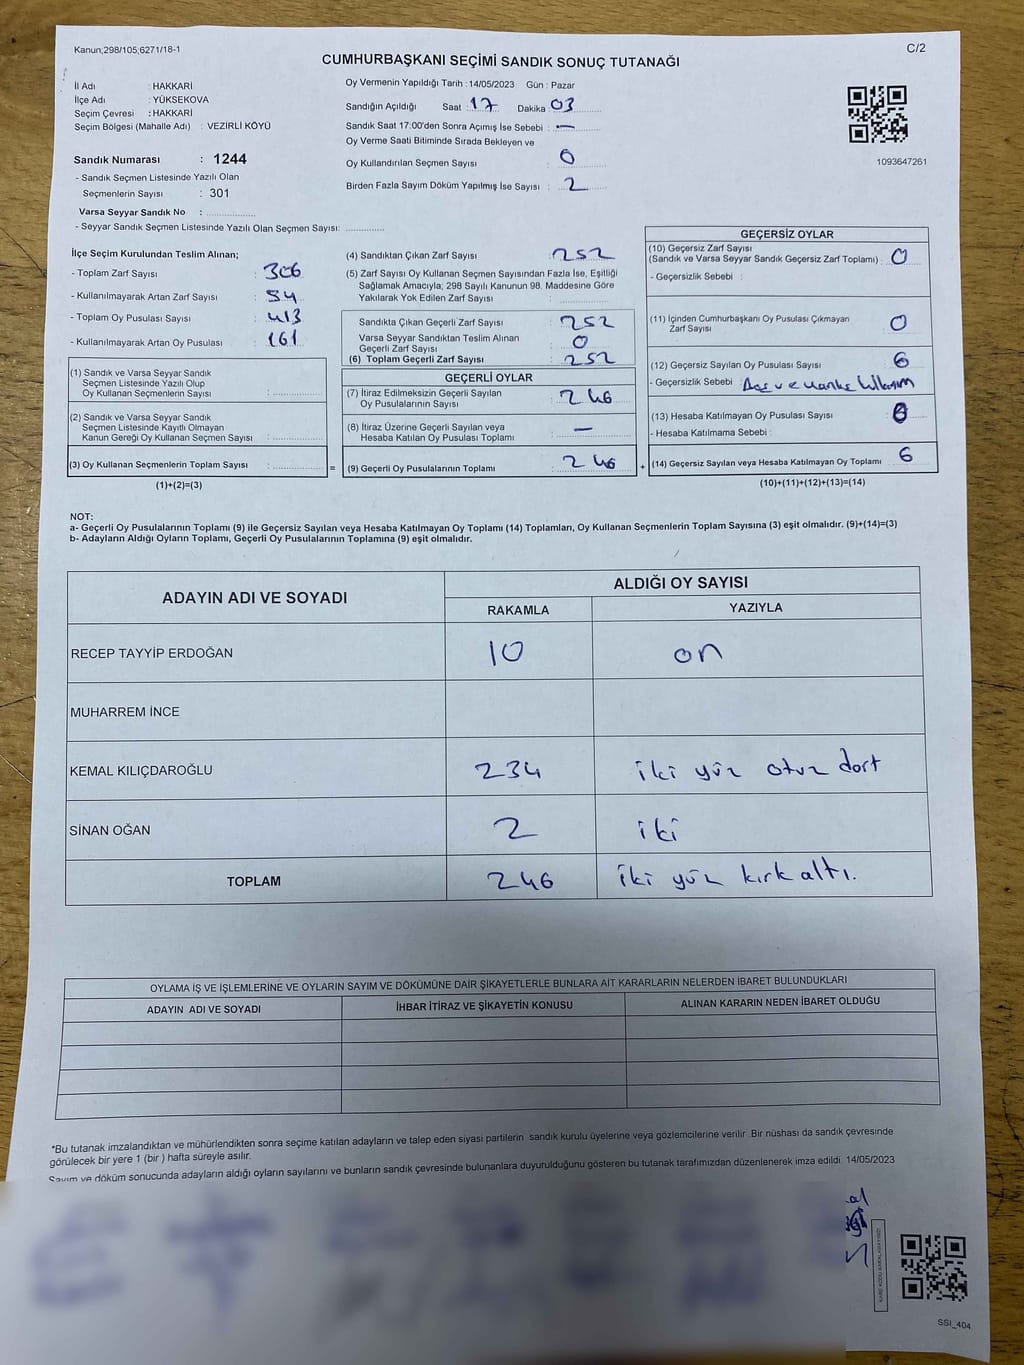 Kanun;298/105;6271/18-1
C/2
CUMHURBAŞKANI SEÇİMİ SANDIK SONUÇ TUTANAĞI
İl Adı : HAKKARİ
İlçe Adı : YÜKSEKOVA
Seçim Çevresi : HAKKARİ
Seçim Bölgesi (Mahalle Adı) : VEZİRLİ KÖYÜ
Sandık Numarası : 1244
- Sandık Seçmen Listesinde Yazılı Olan
Seçmenlerin Sayısı : 301
Varsa Seyyar Sandık No :
- Seyyar Sandık Seçmen Listesinde Yazılı Olan Seçmen Sayısı:
Oy Vermenin Yapıldığı Tarih : 14/05/2023 Gün : Pazar
Sandığın Açıldığı Saat : 17 Dakika 03
Sandık Saat 17:00'den Sonra Açımış İse Sebebi : —
Oy Verme Saati Bitiminde Sırada Bekleyen ve
Oy Kullandırılan Seçmen Sayısı : 0
Birden Fazla Sayım Döküm Yapılmış İse Sayısı : 2
1093647261
İlçe Seçim Kurulundan Teslim Alınan;
- Toplam Zarf Sayısı : 306
- Kullanılmayarak Artan Zarf Sayısı : 54
- Toplam Oy Pusulası Sayısı : 413
- Kullanılmayarak Artan Oy Pusulası : 161
(1) Sandık ve Varsa Seyyar Sandık
Seçmen Listesinde Yazılı Olup
Oy Kullanan Seçmenlerin Sayısı :
(2) Sandık ve Varsa Seyyar Sandık
Seçmen Listesinde Kayıtlı Olmayan
Kanun Gereği Oy Kullanan Seçmen Sayısı :
(3) Oy Kullanan Seçmenlerin Toplam Sayısı : =
(1)+(2)=(3)
(4) Sandıktan Çıkan Zarf Sayısı : 252
(5) Zarf Sayısı Oy Kullanan Seçmen Sayısından Fazla İse, Eşitliği
Sağlamak Amacıyla; 298 Sayılı Kanunun 98. Maddesine Göre
Yakılarak Yok Edilen Zarf Sayısı :
Sandıkta Çıkan Geçerli Zarf Sayısı : 252
Varsa Seyyar Sandıktan Teslim Alınan
Geçerli Zarf Sayısı : 0
(6) Toplam Geçerli Zarf Sayısı : 252
GEÇERLİ OYLAR
(7) İtiraz Edilmeksizin Geçerli Sayılan
Oy Pusulalarının Sayısı : 246
(8) İtiraz Üzerine Geçerli Sayılan veya
Hesaba Katılan Oy Pusulası Toplamı : —
(9) Geçerli Oy Pusulalarının Toplamı : 246 +
GEÇERSİZ OYLAR
(10) Geçersiz Zarf Sayısı
(Sandık ve Varsa Seyyar Sandık Geçersiz Zarf Toplamı) : 0
- Geçersizlik Sebebi :
(11) İçinden Cumhurbaşkanı Oy Pusulası Çıkmayan
Zarf Sayısı : 0
(12) Geçersiz Sayılan Oy Pusulası Sayısı : 6
- Geçersizlik Sebebi :
(13) Hesaba Katılmayan Oy Pusulası Sayısı : 0
- Hesaba Katılmama Sebebi :
(14) Geçersiz Sayılan veya Hesaba Katılmayan Oy Toplamı : 6
(10)+(11)+(12)+(13)=(14)
NOT:
a- Geçerli Oy Pusulalarının Toplamı (9) ile Geçersiz Sayılan veya Hesaba Katılmayan Oy Toplamı (14) Toplamları, Oy Kullanan Seçmenlerin Toplam Sayısına (3) eşit olmalıdır. (9)+(14)=(3)
b- Adayların Aldığı Oyların Toplamı, Geçerli Oy Pusulalarının Toplamına (9) eşit olmalıdır.
ADAYIN ADI VE SOYADI
ALDIĞI OY SAYISI
RAKAMLA YAZIYLA
RECEP TAYYİP ERDOĞAN 10 on
MUHARREM İNCE
KEMAL KILIÇDAROĞLU 234 iki yüz otuz dort
SİNAN OĞAN 2 iki
TOPLAM 246 iki yüz kırk altı.
OYLAMA İŞ VE İŞLEMLERİNE VE OYLARIN SAYIM VE DÖKÜMÜNE DAİR ŞİKAYETLERLE BUNLARA AİT KARARLARIN NELERDEN İBARET BULUNDUKLARI
ADAYIN ADI VE SOYADI İHBAR İTİRAZ VE ŞİKAYETİN KONUSU ALINAN KARARIN NEDEN İBARET OLDUĞU
*Bu tutanak imzalandıktan ve mühürlendikten sonra seçime katılan adayların ve talep eden siyasi partilerin sandık kurulu üyelerine veya gözlemcilerine verilir. Bir nüshası da sandık çevresinde
görülecek bir yere 1 (bir ) hafta süreyle asılır.
Sayım ve döküm sonucunda adayların aldığı oyların sayılarını ve bunların sandık çevresinde bulunanlara duyurulduğunu gösteren bu tutanak tarafımızdan düzenlenerek imza edildi. 14/05/2023
SSI_404